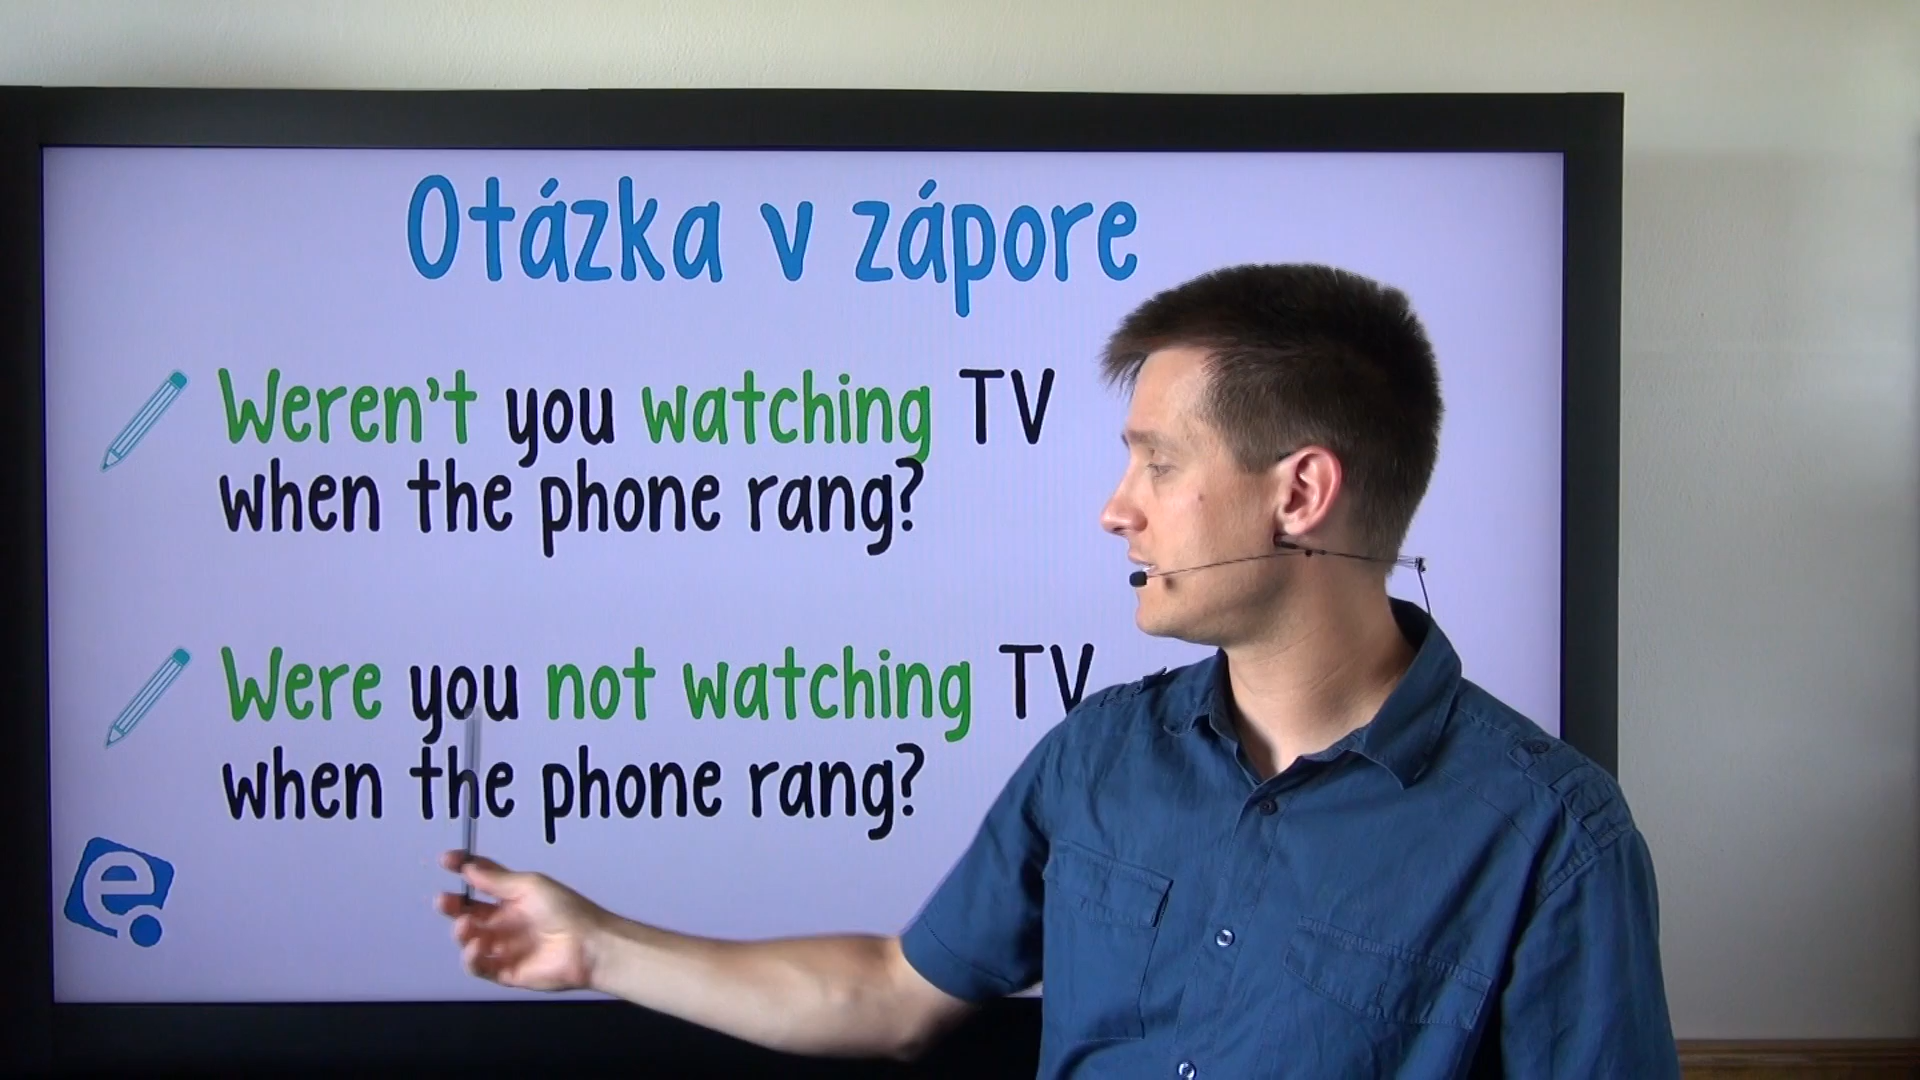 Otázka v zápore
Weren't you watching TV
when the phone rang?
Were you not watching TV
when the phone rang?
e